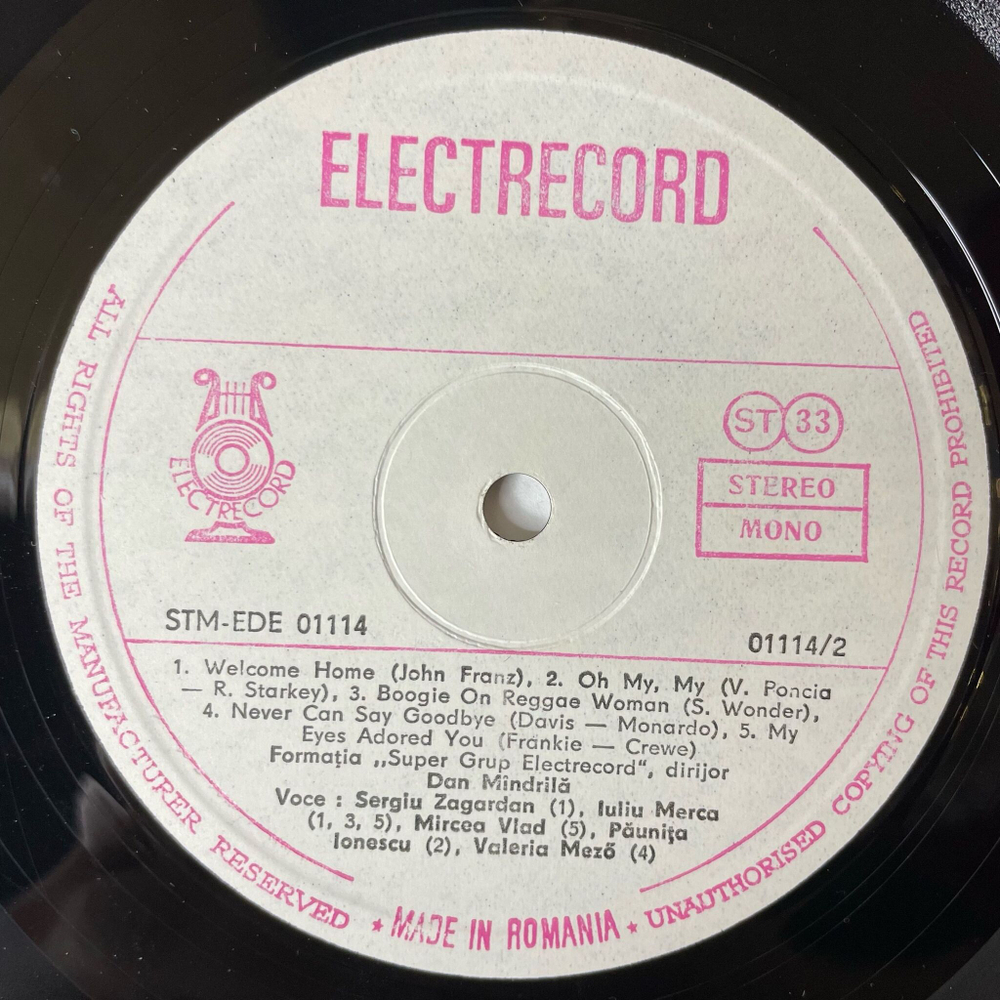 ELECTRECORD
ALL RIGHTS OF THE MANUFACTURER RESERVED
★ MADE IN ROMANIA ★
UNAUTHORISED COPYING OF THIS RECORD PROHIBITED
ELECTRECORD
ST 33
STEREO
MONO
STM-EDE 01114
01114/2
1. Welcome Home (John Franz), 2. Oh My, My (V. Poncia
— R. Starkey), 3. Boogie On Reggae Woman (S. Wonder),
4. Never Can Say Goodbye (Davis — Monardo), 5. My
Eyes Adored You (Frankie — Crewe)
Formația „Super Grup Electrecord“, dirijor
Dan Mîndrilă
Voce : Sergiu Zagardan (1), Iuliu Merca
(1, 3, 5), Mircea Vlad (5), Păunița
Ionescu (2), Valeria Mező (4)